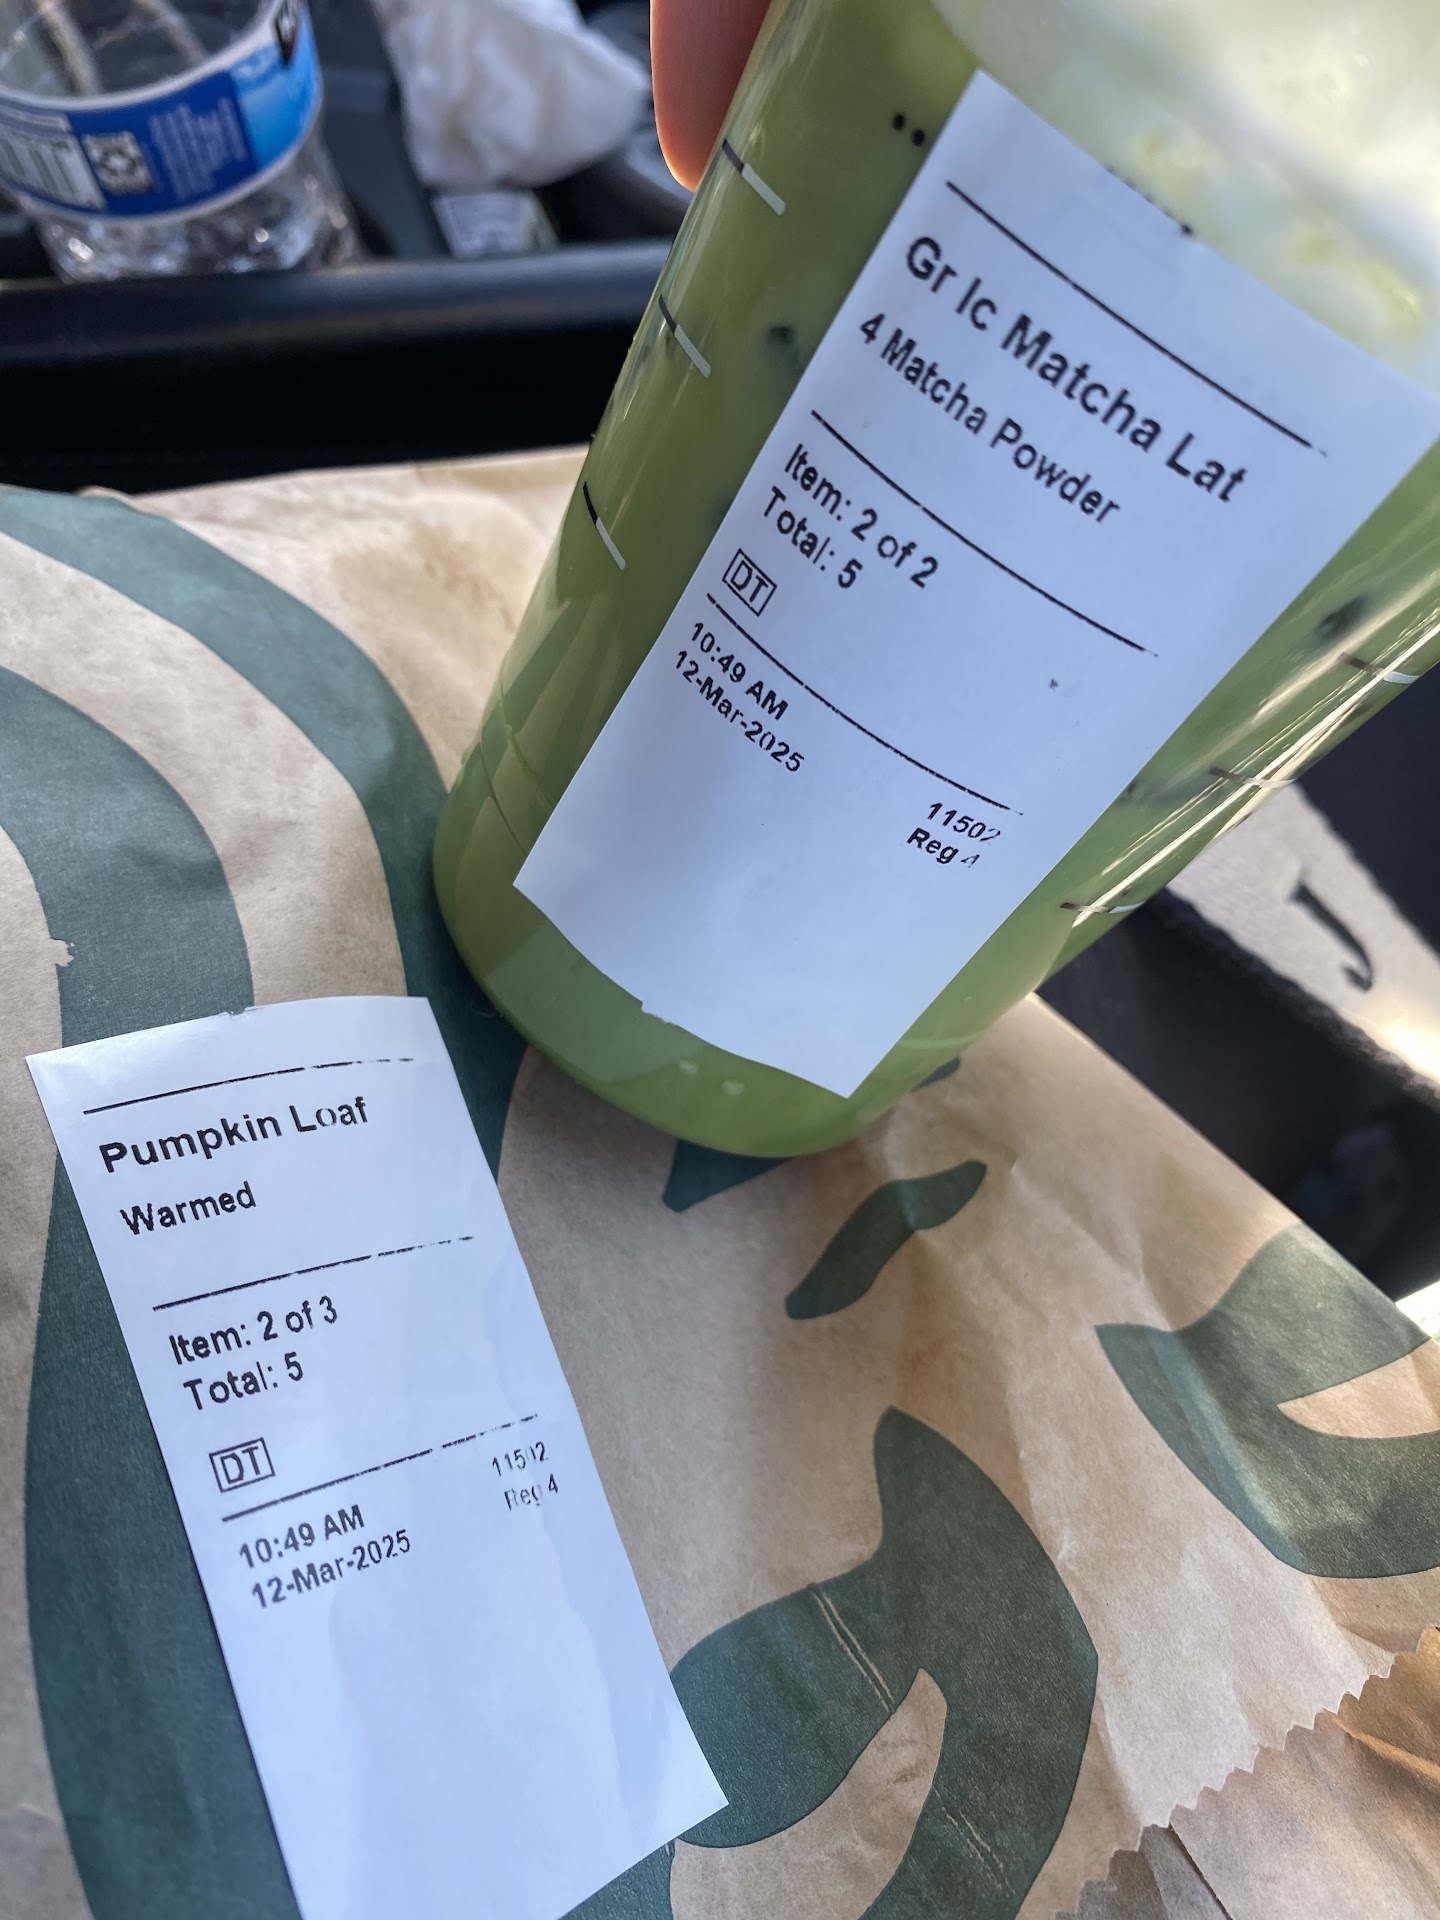 Gr Ic Matcha Lat
4 Matcha Powder
Item: 2 of 2
Total: 5
DT
10:49 AM
12-Mar-2025
11502
Reg 4
Pumpkin Loaf
Warmed
Item: 2 of 3
Total: 5
DT
11502
Reg 4
10:49 AM
12-Mar-2025